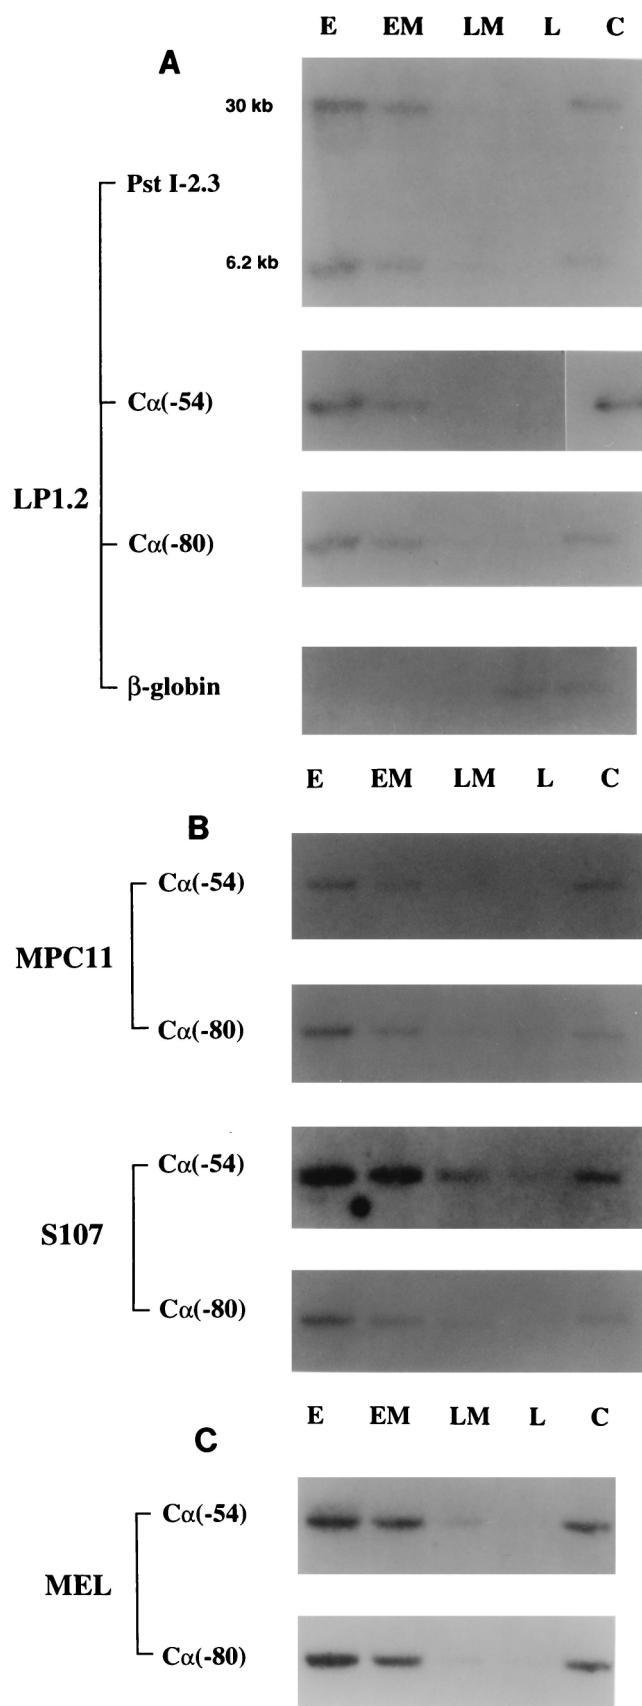 E EM LM L C
A
30 kb
Pst I-2.3
6.2 kb
Cα(-54)
LP1.2
Cα(-80)
β-globin
E EM LM L C
B
Cα(-54)
MPC11
Cα(-80)
Cα(-54)
S107
Cα(-80)
E EM LM L C
C
Cα(-54)
MEL
Cα(-80)